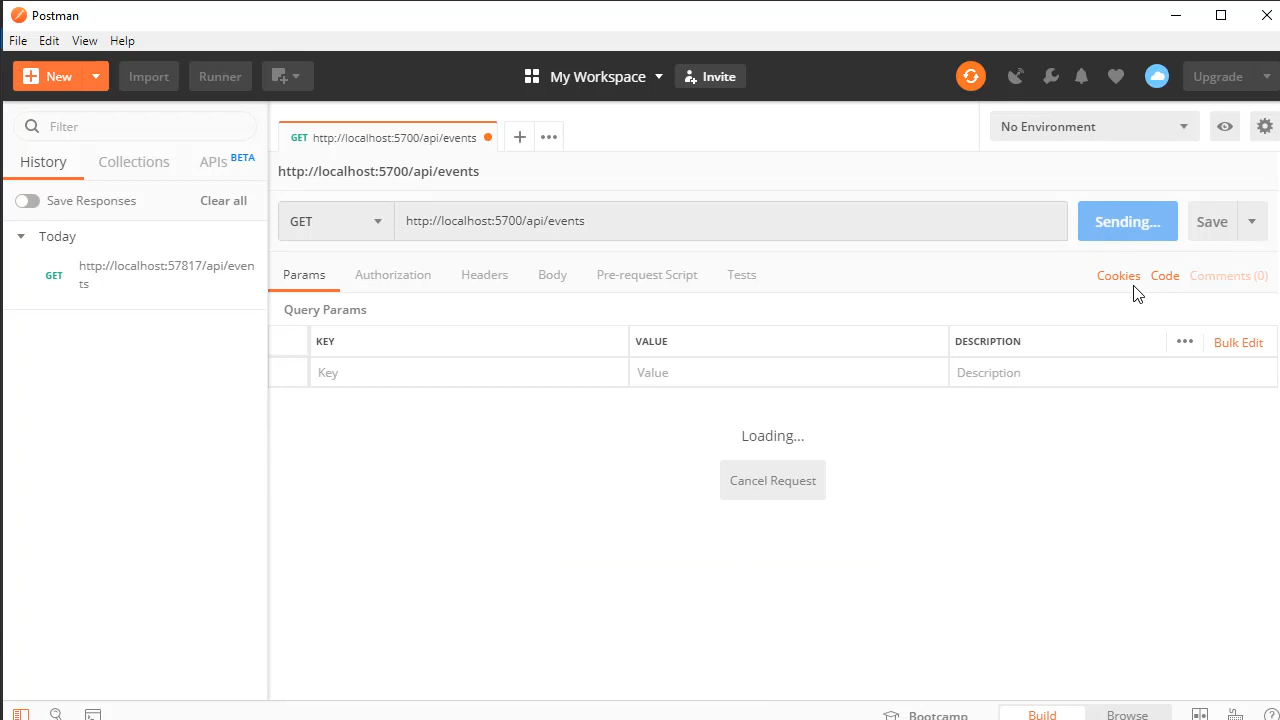 Postman
File Edit View Help
New Import Runner My Workspace Invite Upgrade
Filter
History Collections APIs BETA
Save Responses Clear all
Today
GET http://localhost:57817/api/even
ts
GET http://localhost:5700/api/events
No Environment
http://localhost:5700/api/events
GET http://localhost:5700/api/events Sending... Save
Params Authorization Headers Body Pre-request Script Tests Cookies Code Comments (0)
Query Params
KEY VALUE DESCRIPTION Bulk Edit
Key Value Description
Loading...
Cancel Request
Bootcamp Build Browse